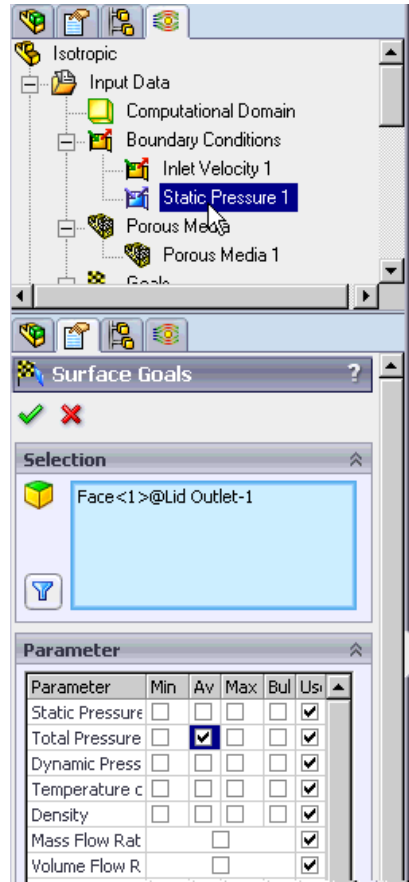 Isotropic
Input Data
Computational Domain
Boundary Conditions
Inlet Velocity 1
Static Pressure 1
Porous Media
Porous Media 1
Goals
Surface Goals ?
Selection
Face<1>@Lid Outlet-1
Parameter
Parameter Min Av Max Bul Us
Static Pressure
Total Pressure
Dynamic Press
Temperature c
Density
Mass Flow Rat
Volume Flow R